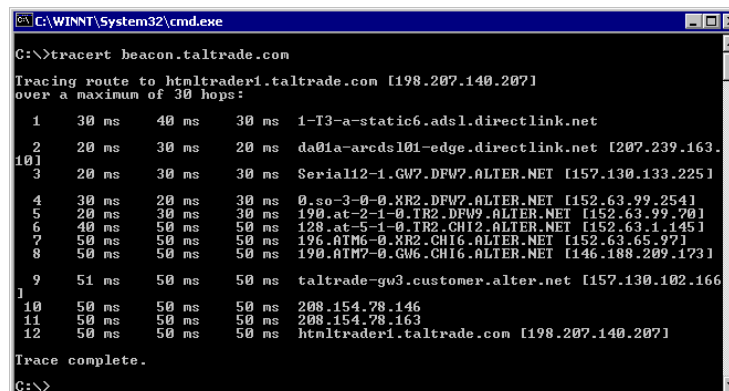 C:\WINNT\System32\cmd.exe
C:\>tracert beacon.taltrade.com
Tracing route to htmltrader1.taltrade.com [198.207.140.207]
over a maximum of 30 hops:
1 30 ms 40 ms 30 ms 1-T3-a-static6.adsl.directlink.net
2 20 ms 30 ms 20 ms da01a-arcdsl01-edge.directlink.net [207.239.163.
10]
3 20 ms 30 ms 30 ms Serial12-1.GW7.DFW7.ALTER.NET [157.130.133.225]
4 30 ms 20 ms 30 ms 0.so-3-0-0.XR2.DFW7.ALTER.NET [152.63.99.254]
5 20 ms 30 ms 30 ms 190.at-2-1-0.TR2.DFW9.ALTER.NET [152.63.99.70]
6 40 ms 50 ms 50 ms 128.at-5-1-0.TR2.CHI2.ALTER.NET [152.63.1.145]
7 50 ms 50 ms 50 ms 196.ATM6-0.XR2.CHI6.ALTER.NET [152.63.65.97]
8 50 ms 50 ms 50 ms 190.ATM7-0.GW6.CHI6.ALTER.NET [146.188.209.173]
9 51 ms 50 ms 50 ms taltrade-gw3.customer.alter.net [157.130.102.166
]
10 50 ms 50 ms 50 ms 208.154.78.146
11 50 ms 50 ms 50 ms 208.154.78.163
12 50 ms 50 ms 50 ms htmltrader1.taltrade.com [198.207.140.207]
Trace complete.
C:\>